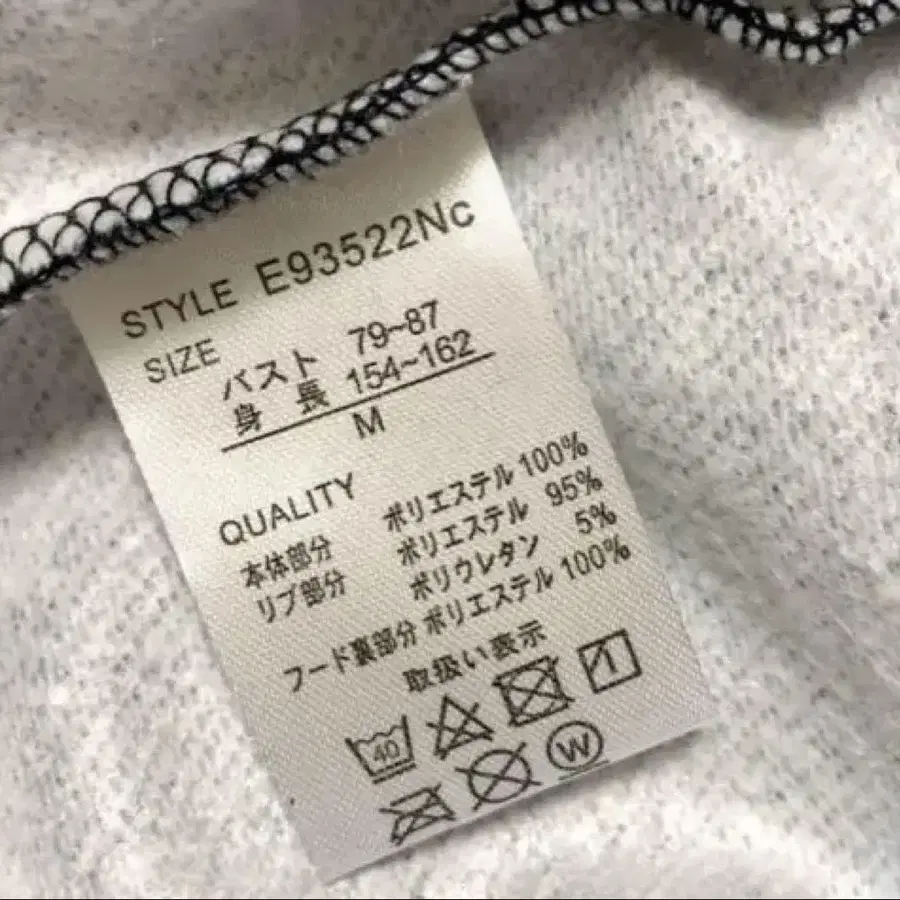 STYLE E93522Nc
SIZE
バスト 79~87
身 長 154~162
M
QUALITY
本体部分 ポリエステル 100%
リブ部分 ポリエステル 95%
ポリウレタン 5%
フード裏部分 ポリエステル 100%
取扱い表示
40
W